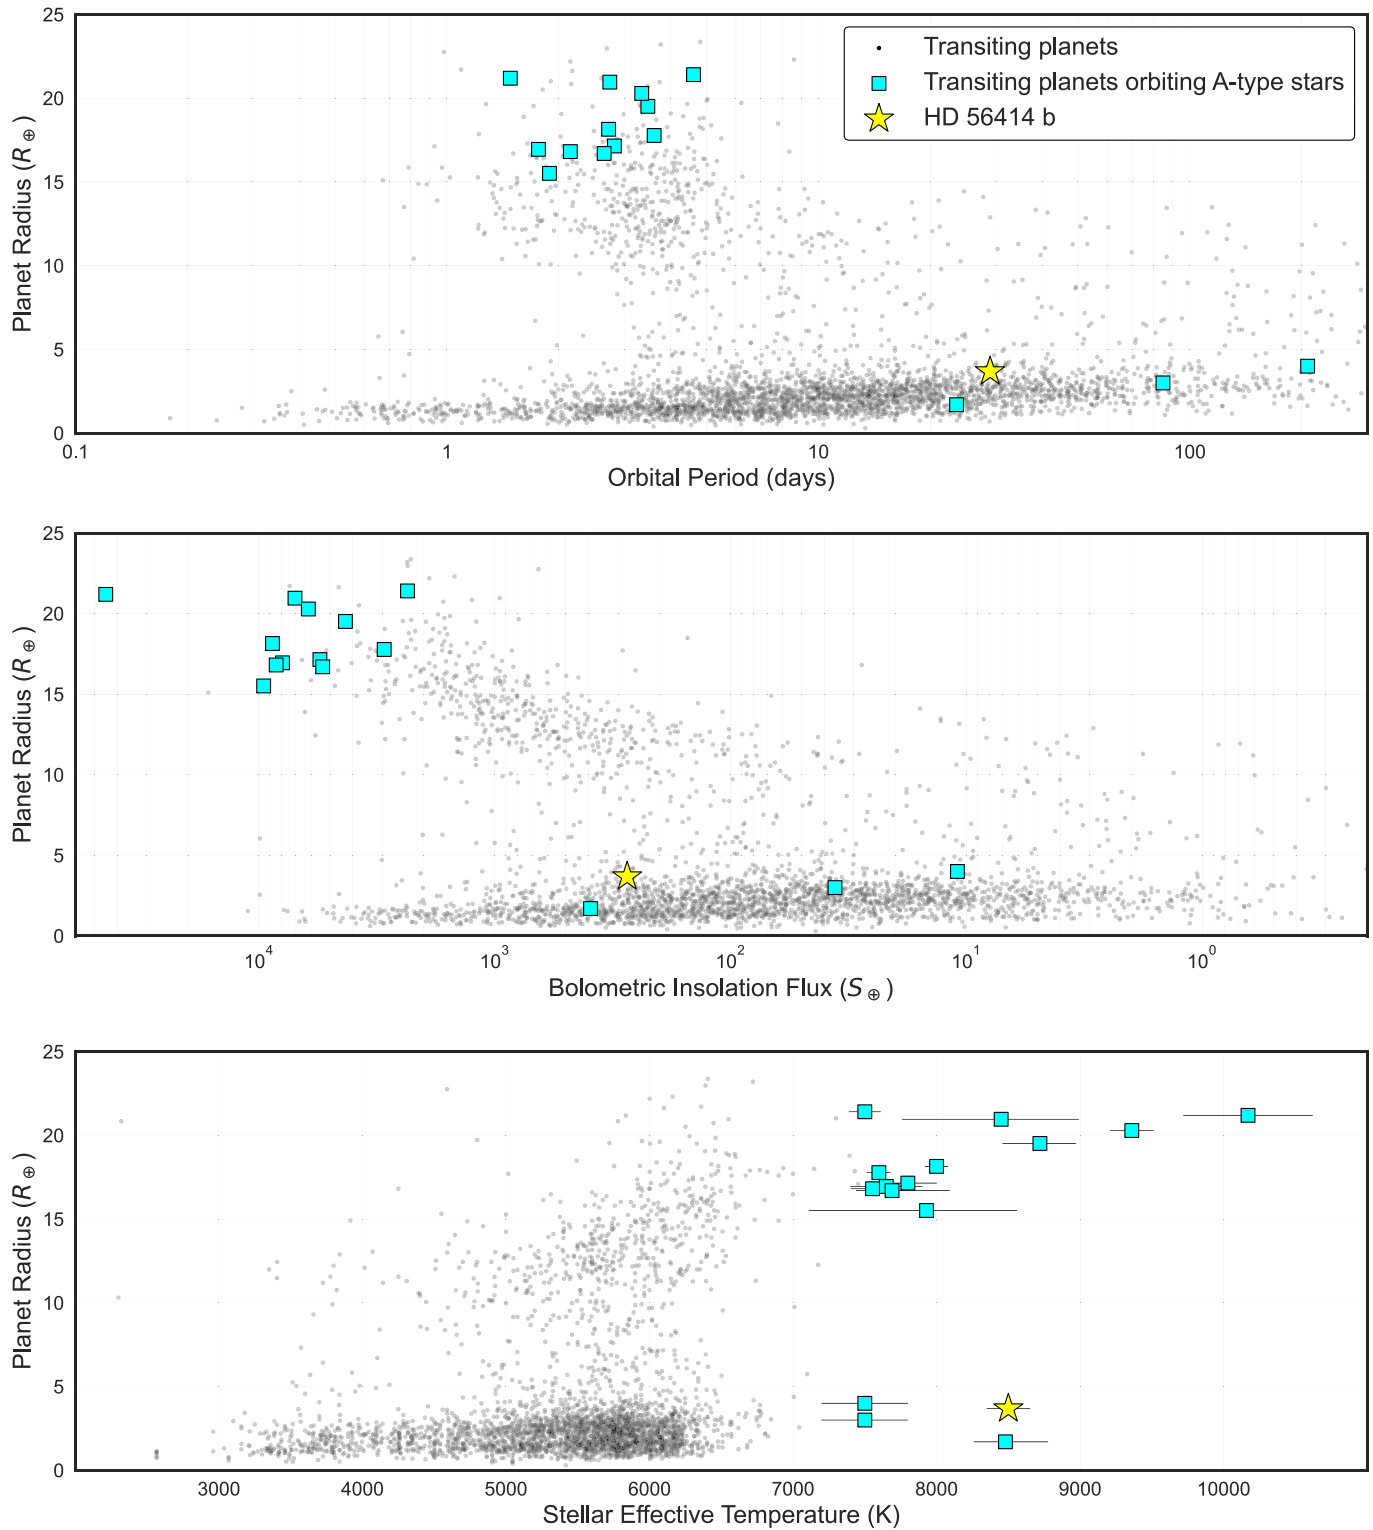 25
20
15
10
5
0
Planet Radius (R⊕)
Transiting planets
Transiting planets orbiting A-type stars
HD 56414 b
0.1 1 10 100
Orbital Period (days)
25
20
15
10
5
0
Planet Radius (R⊕)
10⁴ 10³ 10² 10¹ 10⁰
Bolometric Insolation Flux (S⊕)
25
20
15
10
5
0
Planet Radius (R⊕)
3000 4000 5000 6000 7000 8000 9000 10000
Stellar Effective Temperature (K)